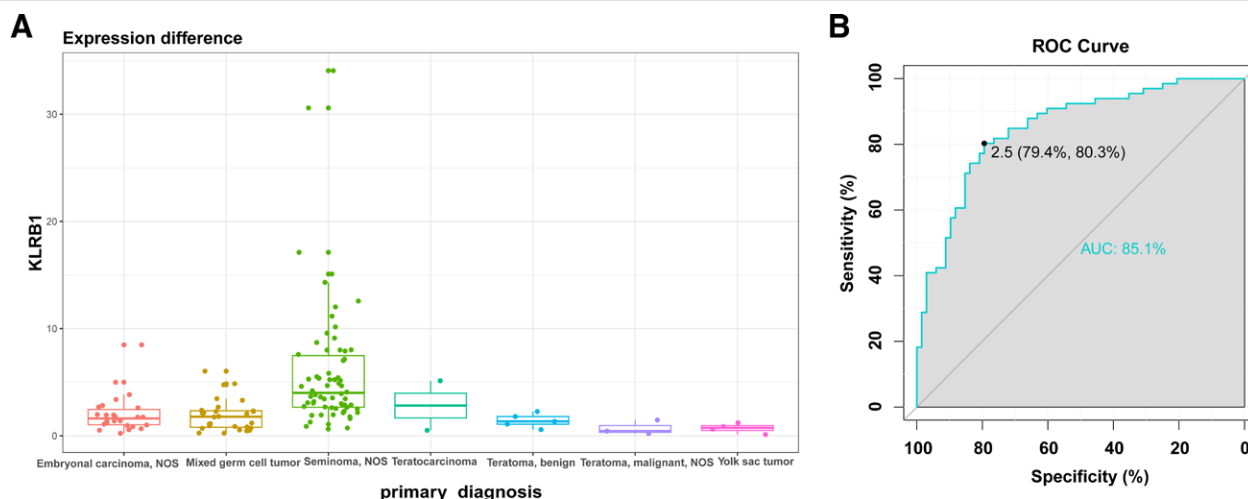 A
Expression difference
KLRB1
30
20
10
0
Embryonal carcinoma, NOS Mixed germ cell tumor Seminoma, NOS Teratocarcinoma Teratoma, benign Teratoma, malignant, NOS Yolk sac tumor
primary_diagnosis
B
ROC Curve
Sensitivity (%)
100
80
60
40
20
0
2.5 (79.4%, 80.3%)
AUC: 85.1%
100 80 60 40 20 0
Specificity (%)